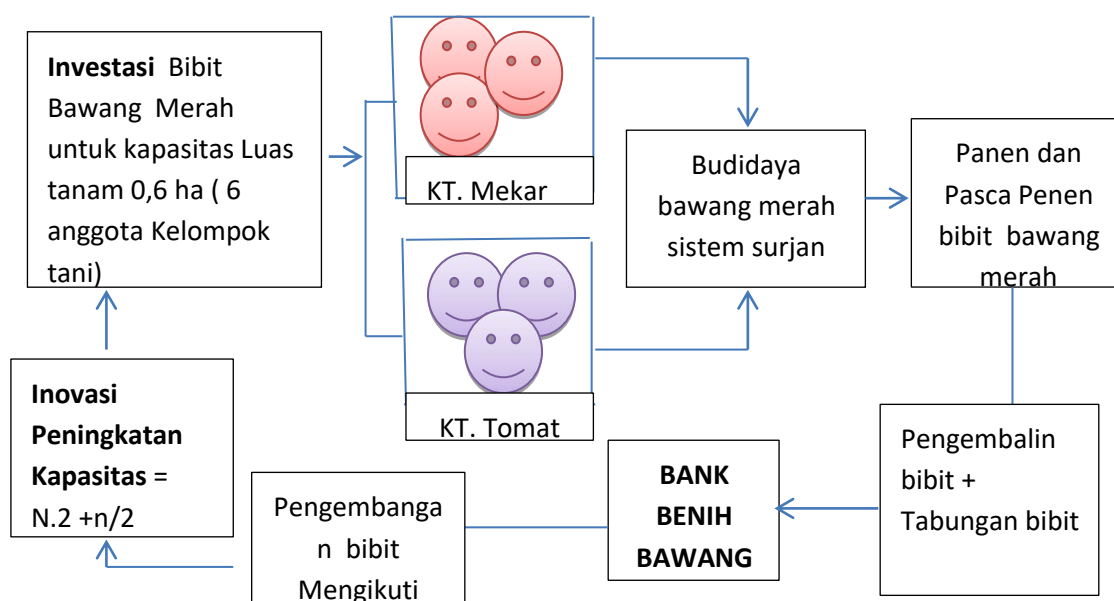 Investasi Bibit
Bawang Merah
untuk kapasitas Luas
tanam 0,6 ha ( 6
anggota Kelompok
tani)
KT. Mekar
KT. Tomat
Budidaya
bawang merah
sistem surjan
Panen dan
Pasca Penen
bibit bawang
merah
Pengembalin
bibit +
Tabungan bibit
BANK
BENIH
BAWANG
Pengembanga
n bibit
Mengikuti
Inovasi
Peningkatan
Kapasitas =
N.2 +n/2